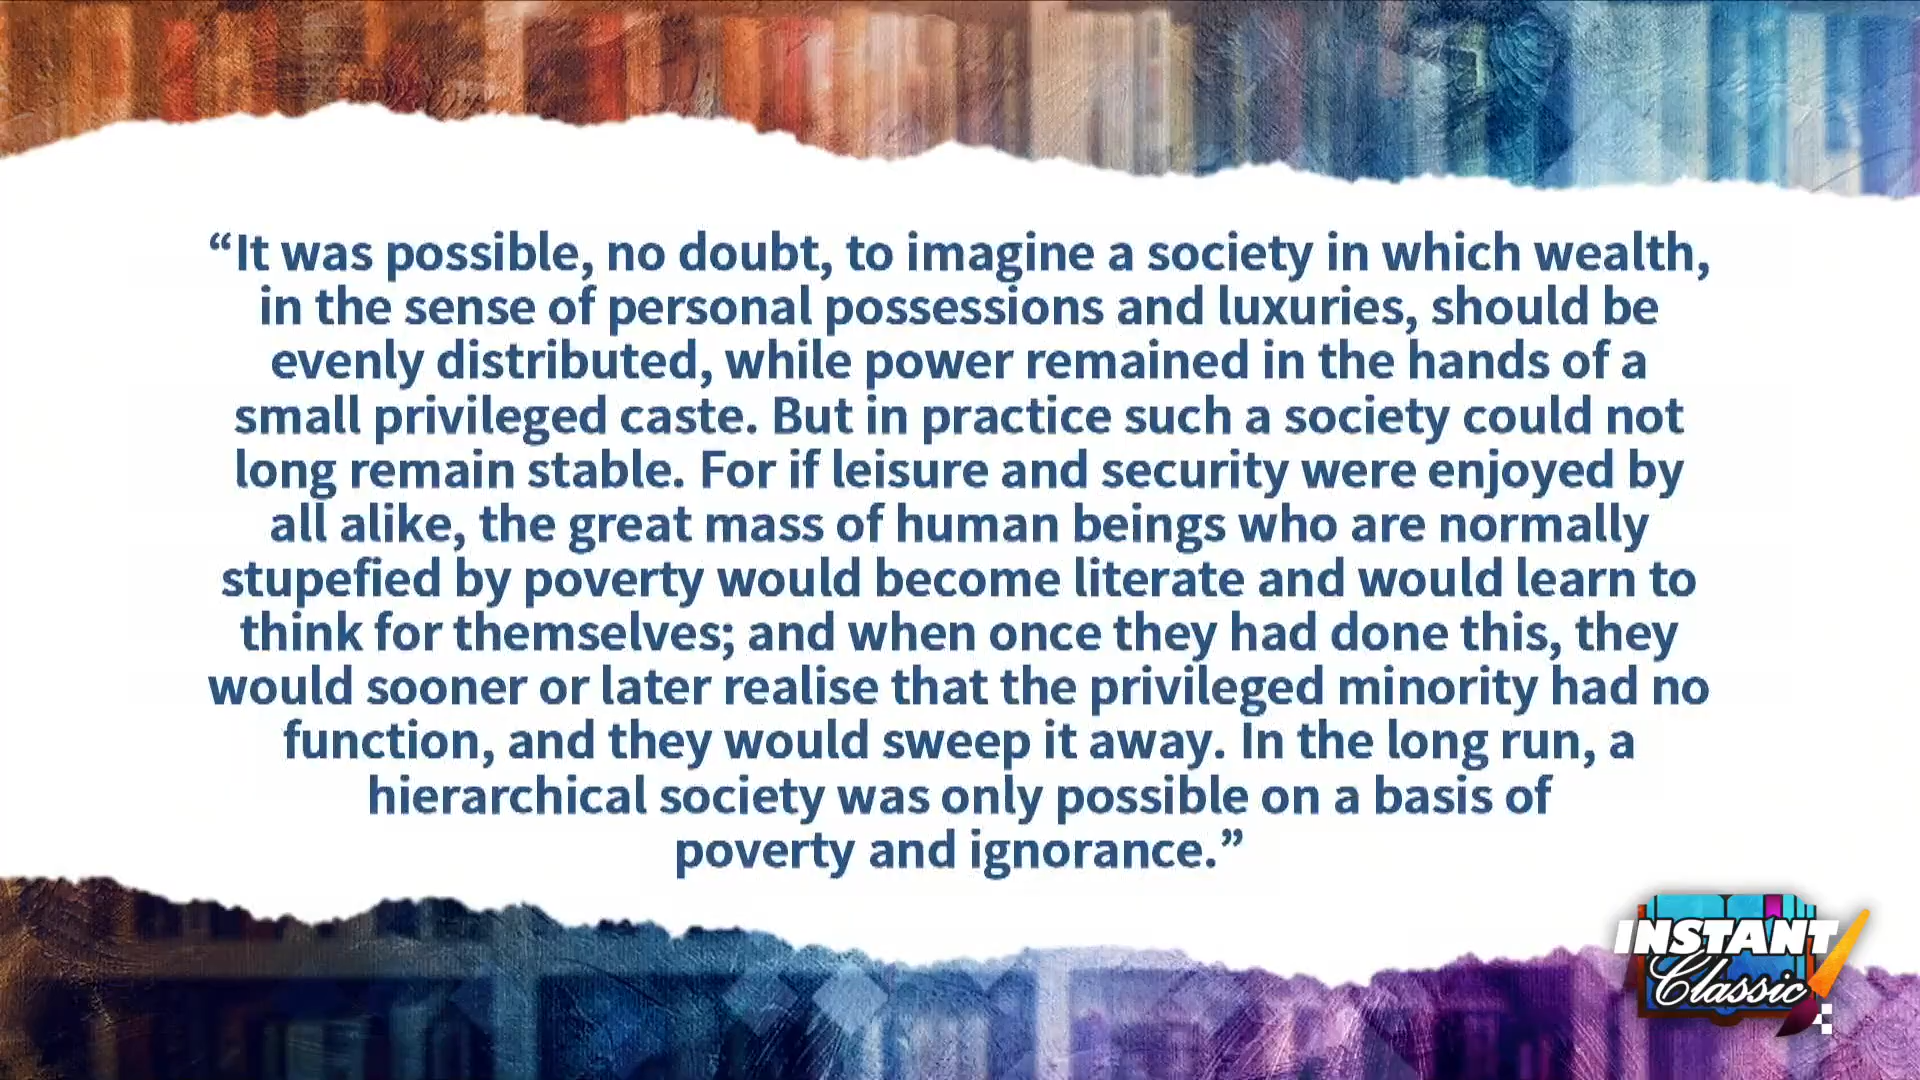 “It was possible, no doubt, to imagine a society in which wealth,
in the sense of personal possessions and luxuries, should be
evenly distributed, while power remained in the hands of a
small privileged caste. But in practice such a society could not
long remain stable. For if leisure and security were enjoyed by
all alike, the great mass of human beings who are normally
stupefied by poverty would become literate and would learn to
think for themselves; and when once they had done this, they
would sooner or later realise that the privileged minority had no
function, and they would sweep it away. In the long run, a
hierarchical society was only possible on a basis of
poverty and ignorance.”
INSTANT
Classic